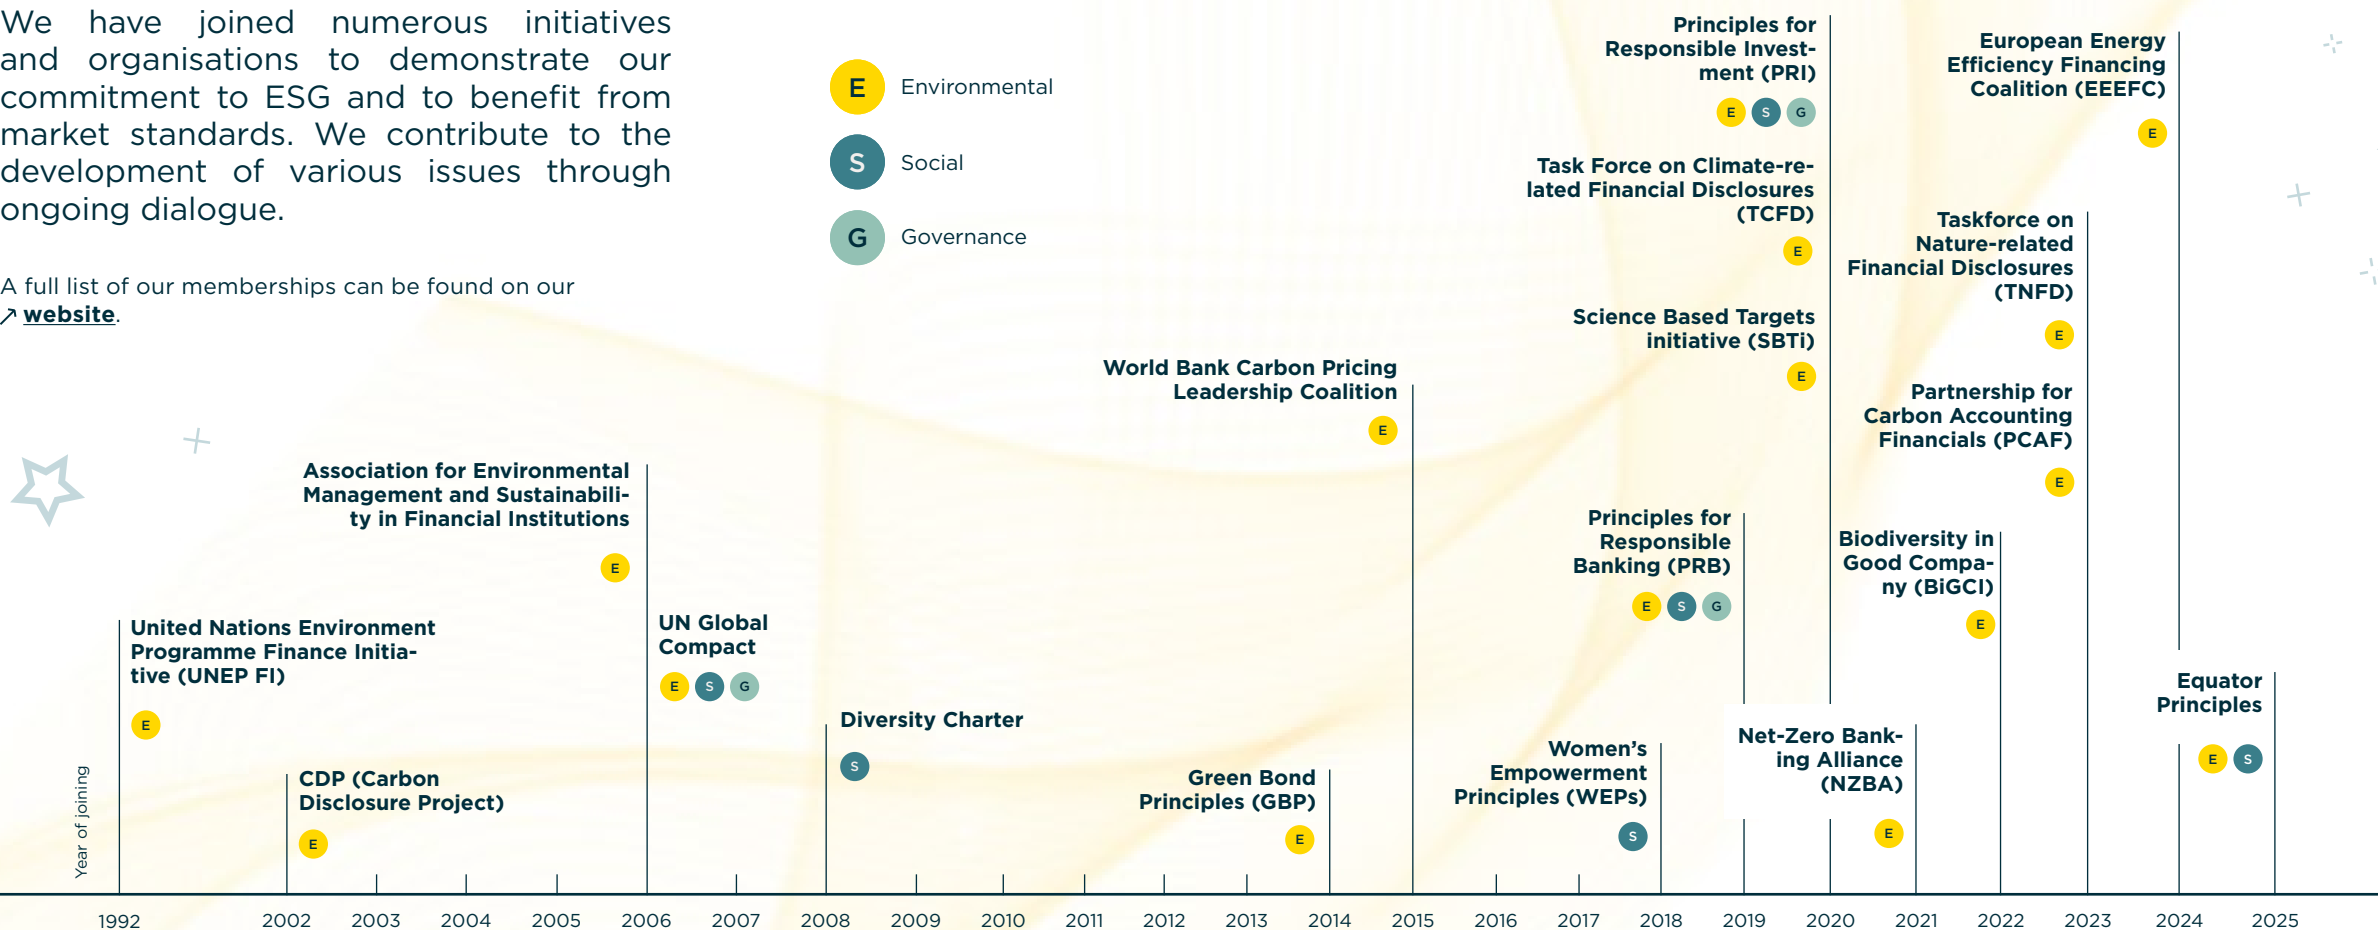 We have joined numerous initiatives
and organisations to demonstrate our
commitment to ESG and to benefit from
market standards. We contribute to the
development of various issues through
ongoing dialogue.
A full list of our memberships can be found on our
↗ website.
E Environmental
S Social
G Governance
Year of joining
United Nations Environment
Programme Finance Initia-
tive (UNEP FI)
E
CDP (Carbon
Disclosure Project)
E
Association for Environmental
Management and Sustainabili-
ty in Financial Institutions
E
UN Global
Compact
E S G
Diversity Charter
S
Green Bond
Principles (GBP)
E
World Bank Carbon Pricing
Leadership Coalition
E
Women's
Empowerment
Principles (WEPs)
S
Principles for
Responsible
Banking (PRB)
E S G
Principles for
Responsible Invest-
ment (PRI)
E S G
Task Force on Climate-re-
lated Financial Disclosures
(TCFD)
E
Science Based Targets
initiative (SBTi)
E
Net-Zero Bank-
ing Alliance
(NZBA)
E
Biodiversity in
Good Compa-
ny (BiGCI)
E
Taskforce on
Nature-related
Financial Disclosures
(TNFD)
E
Partnership for
Carbon Accounting
Financials (PCAF)
E
European Energy
Efficiency Financing
Coalition (EEEFC)
E
Equator
Principles
E S
1992 2002 2003 2004 2005 2006 2007 2008 2009 2010 2011 2012 2013 2014 2015 2016 2017 2018 2019 2020 2021 2022 2023 2024 2025